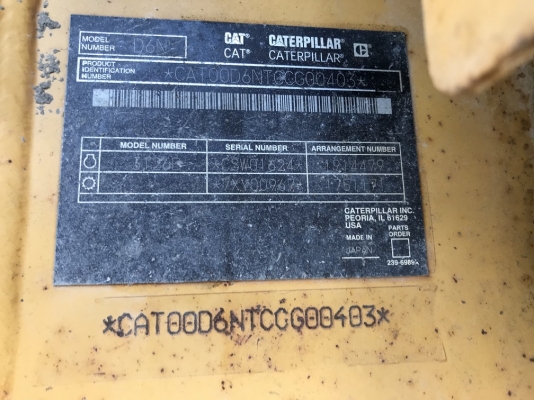 MODEL NUMBER D6N CAT® CATERPILLAR®
CAT® CATERPILLAR®
PRODUCT IDENTIFICATION NUMBER *CAT00D6NTCCG00403*
MODEL NUMBER SERIAL NUMBER ARRANGEMENT NUMBER
CATERPILLAR INC.
PEORIA, IL 61629
USA
MADE IN PARTS ORDER
JAPAN
*CAT00D6NTCCG00403*